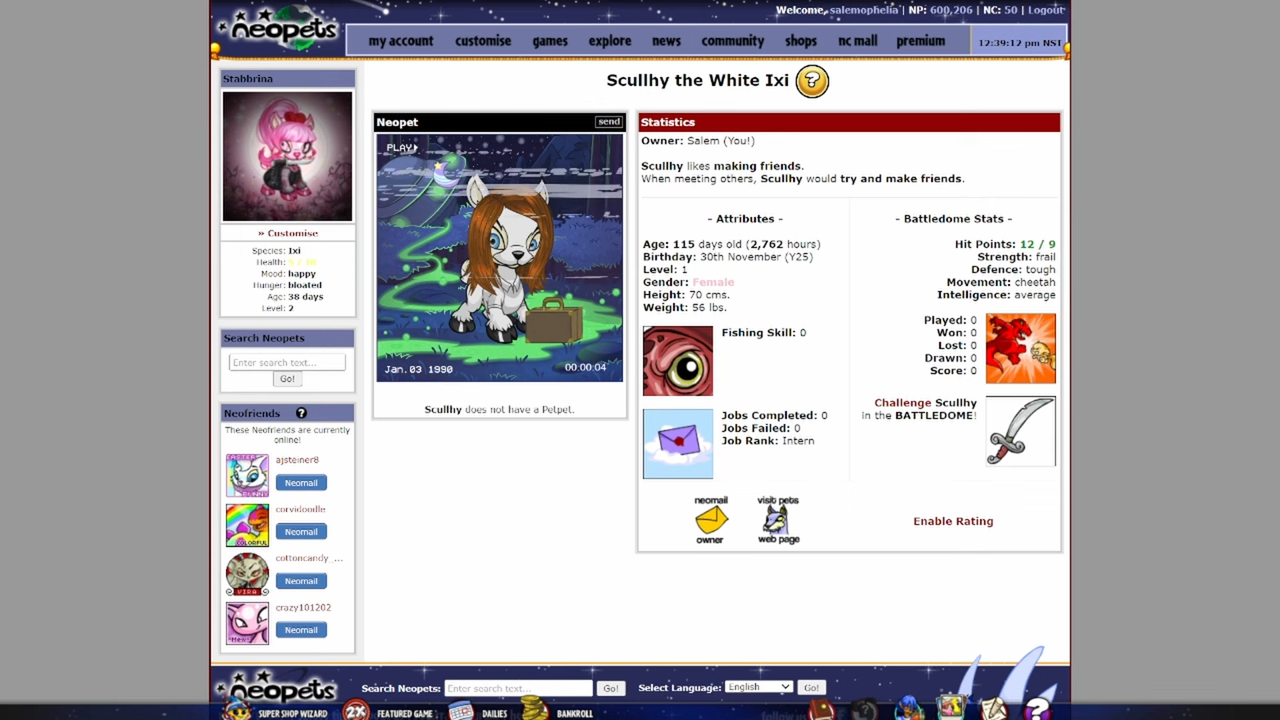 neopets
Welcome, salemophelia | NP: 600,206 | NC: 50 | Logout
my account customise games explore news community shops nc mall premium
12:39:12 pm NST
Stabbrina
» Customise
Species: Ixi
Health:
Mood: happy
Hunger: bloated
Age: 38 days
Level: 2
Search Neopets
Enter search text...
Go!
Neofriends ?
These Neofriends are currently
online!
ajsteiner8
Neomail
corvidoodle
Neomail
COLORFUL
cottoncandy_...
Neomail
VIRA
crazy101202
Neomail
Scullhy the White Ixi ?
Neopet send
PLAY
Jan.03 1990 00:00:04
Scullhy does not have a Petpet.
Statistics
Owner: Salem (You!)
Scullhy likes making friends.
When meeting others, Scullhy would try and make friends.
- Attributes -
Age: 115 days old (2,762 hours)
Birthday: 30th November (Y25)
Level: 1
Gender: Female
Height: 70 cms.
Weight: 56 lbs.
Fishing Skill: 0
Jobs Completed: 0
Jobs Failed: 0
Job Rank: Intern
- Battledome Stats -
Hit Points: 12 / 9
Strength: frail
Defence: tough
Movement: cheetah
Intelligence: average
Played: 0
Won: 0
Lost: 0
Drawn: 0
Score: 0
Challenge Scullhy
in the BATTLEDOME!
neomail
owner
visit pets
web page
Enable Rating
neopets
Search Neopets: Enter search text... Go! Select Language: English Go!
SUPER SHOP WIZARD 2X FEATURED GAME DAILIES BANKROLL ?